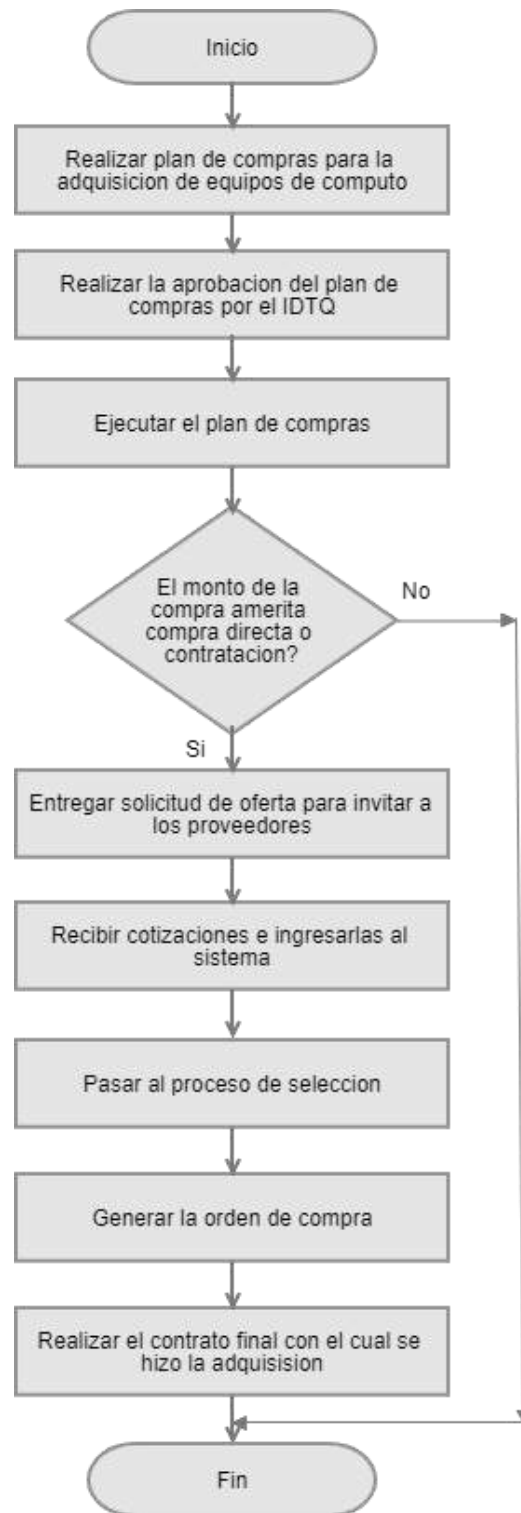 Inicio
Realizar plan de compras para la
adquisicion de equipos de computo
Realizar la aprobacion del plan de
compras por el IDTQ
Ejecutar el plan de compras
El monto de la
compra amerita
compra directa o
contratacion?
No
Si
Entregar solicitud de oferta para invitar a
los proveedores
Recibir cotizaciones e ingresarlas al
sistema
Pasar al proceso de seleccion
Generar la orden de compra
Realizar el contrato final con el cual se
hizo la adquisision
Fin